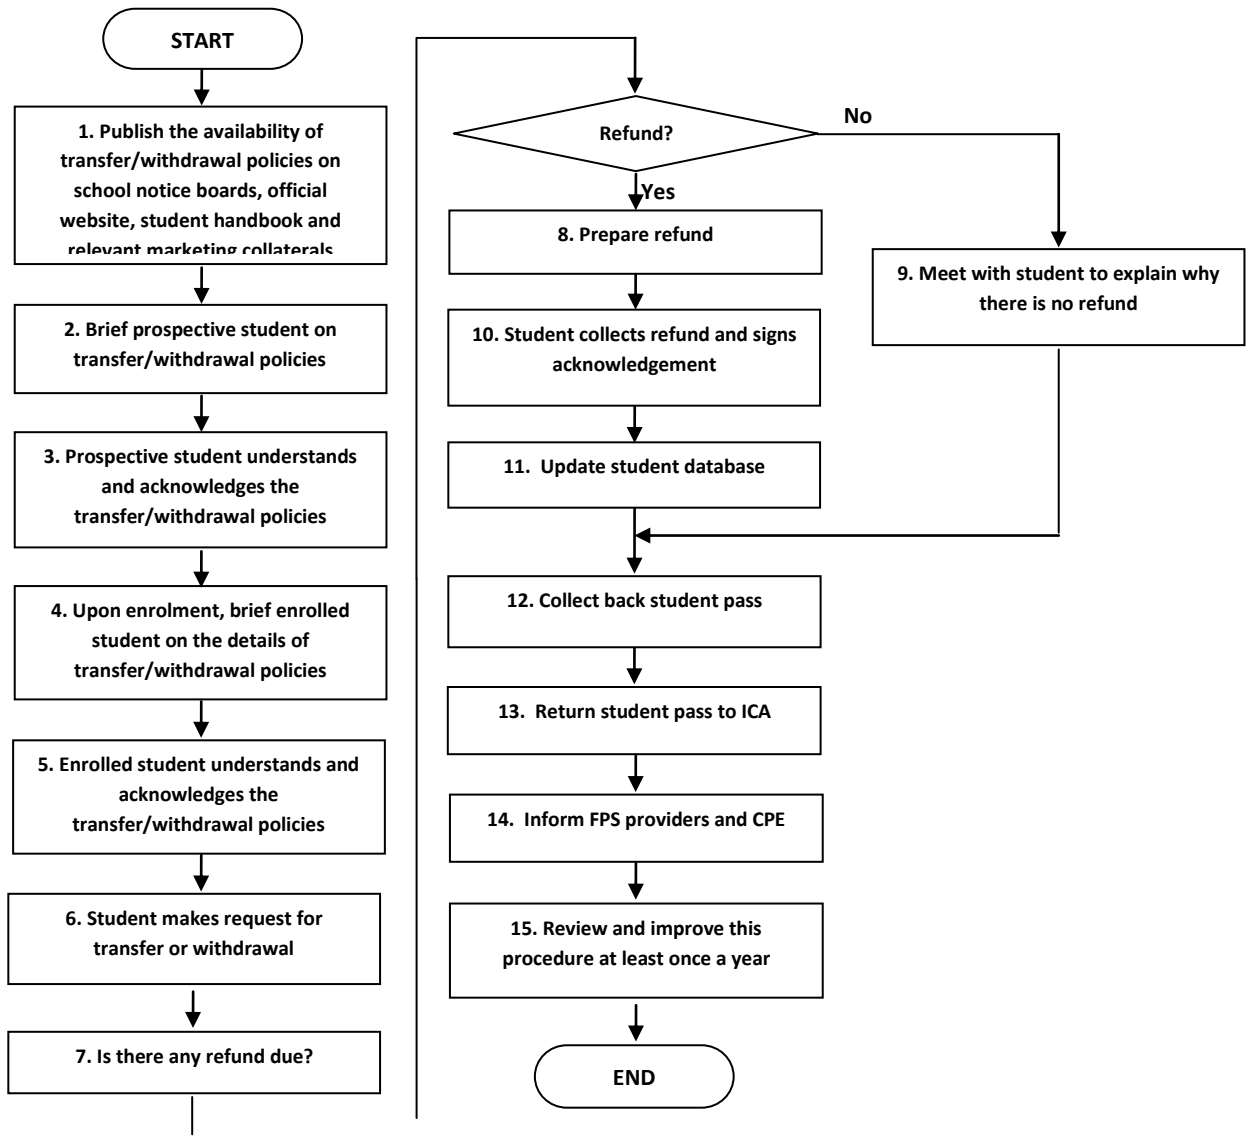 START
1. Publish the availability of
transfer/withdrawal policies on
school notice boards, official
website, student handbook and
relevant marketing collaterals
2. Brief prospective student on
transfer/withdrawal policies
3. Prospective student understands
and acknowledges the
transfer/withdrawal policies
4. Upon enrolment, brief enrolled
student on the details of
transfer/withdrawal policies
5. Enrolled student understands and
acknowledges the
transfer/withdrawal policies
6. Student makes request for
transfer or withdrawal
7. Is there any refund due?
Refund?
No
Yes
8. Prepare refund
9. Meet with student to explain why
there is no refund
10. Student collects refund and signs
acknowledgement
11. Update student database
12. Collect back student pass
13. Return student pass to ICA
14. Inform FPS providers and CPE
15. Review and improve this
procedure at least once a year
END